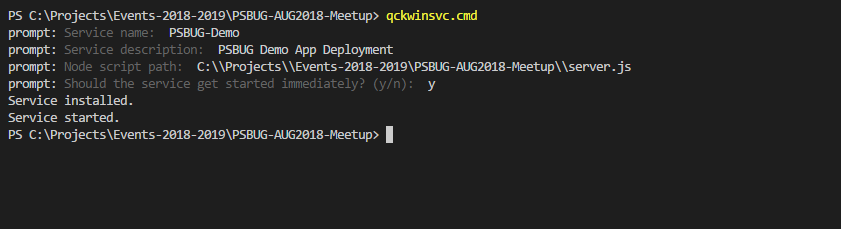 PS C:\Projects\Events-2018-2019\PSBUG-AUG2018-Meetup> qckwinsvc.cmd
prompt: Service name:  PSBUG-Demo
prompt: Service description:  PSBUG Demo App Deployment
prompt: Node script path:  C:\\Projects\\Events-2018-2019\PSBUG-AUG2018-Meetup\\server.js
prompt: Should the service get started immediately? (y/n):  y
Service installed.
Service started.
PS C:\Projects\Events-2018-2019\PSBUG-AUG2018-Meetup>